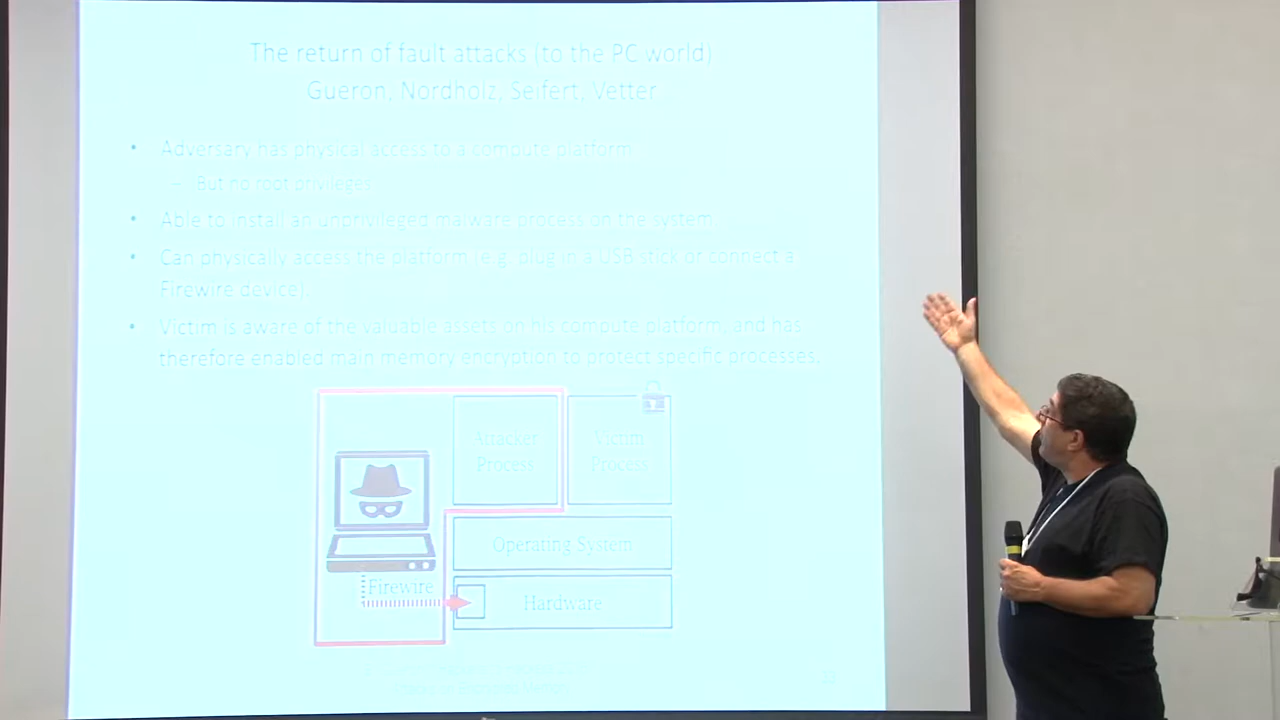 The return of fault attacks (to the PC world)
Gueron, Nordholz, Seifert, Vetter
• Adversary has physical access to a compute platform
– But no root privileges
• Able to install an unprivileged malware process on the system.
• Can physically access the platform (e.g. plug in a USB stick or connect a
Firewire device).
• Victim is aware of the valuable assets on his compute platform, and has
therefore enabled main memory encryption to protect specific processes.
Attacker
Process
Victim
Process
Operating System
Firewire
Hardware